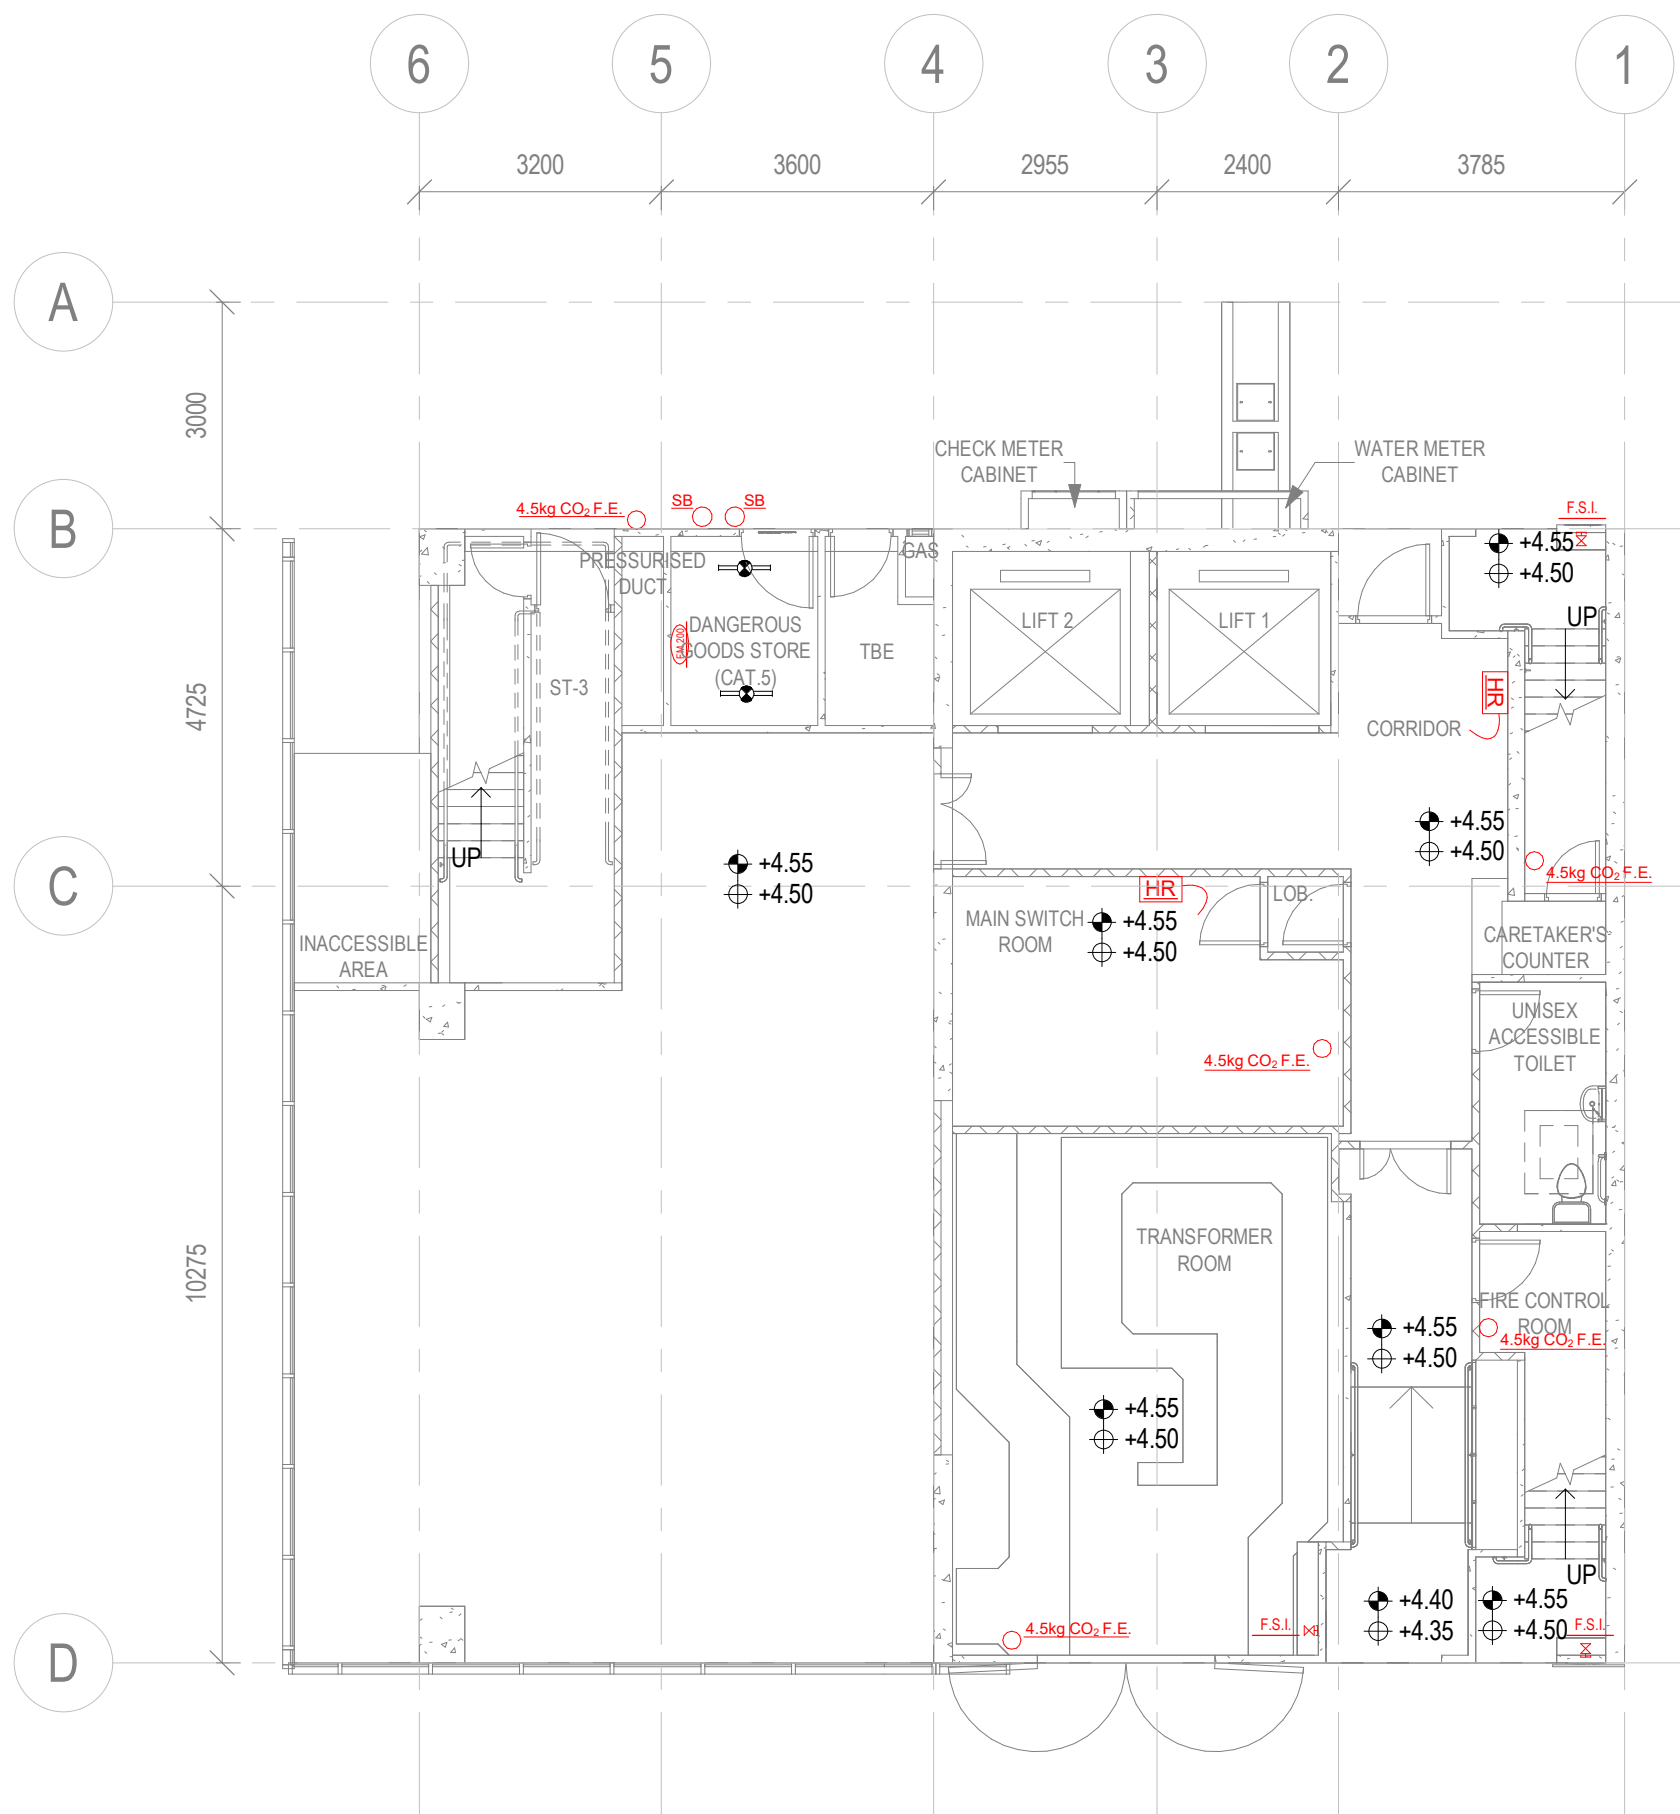 6
5
4
3
2
1
3200
3600
2955
2400
3785
A
3000
CHECK METER
CABINET
WATER METER
CABINET
B
4.5kg CO₂ F.E.
SB
SB
F.S.I.
+4.55
+4.50
PRESSURISED
DUCT
GAS
DANGEROUS
GOODS STORE
(CAT.5)
FM200
TBE
LIFT 2
LIFT 1
UP
ST-3
HR
4725
CORRIDOR
+4.55
+4.50
UP
+4.55
+4.50
C
4.5kg CO₂ F.E.
HR
LOB.
MAIN SWITCH
ROOM
+4.55
+4.50
INACCESSIBLE
AREA
CARETAKER'S
COUNTER
UNISEX
ACCESSIBLE
TOILET
4.5kg CO₂ F.E.
10275
TRANSFORMER
ROOM
FIRE CONTROL
ROOM
4.5kg CO₂ F.E.
+4.55
+4.50
+4.55
+4.50
UP
+4.40
+4.35
+4.55
+4.50
F.S.I.
F.S.I.
4.5kg CO₂ F.E.
D